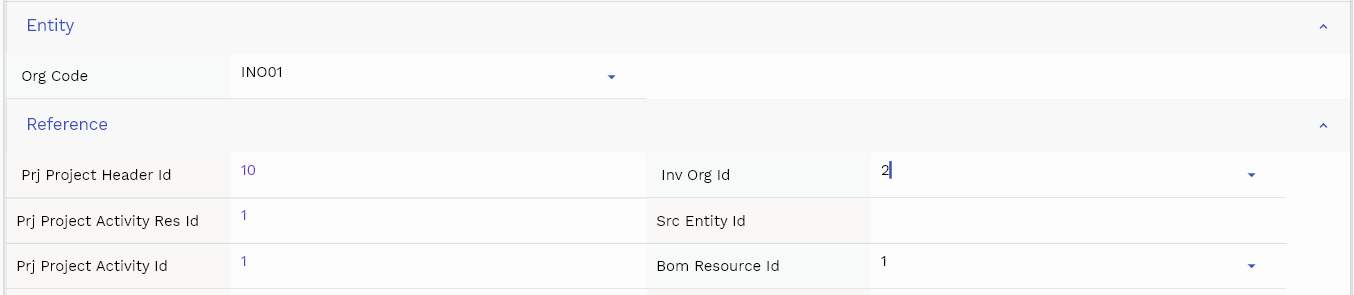 Entity
Org Code INO01
Reference
Prj Project Header Id 10 Inv Org Id 2
Prj Project Activity Res Id 1 Src Entity Id
Prj Project Activity Id 1 Bom Resource Id 1